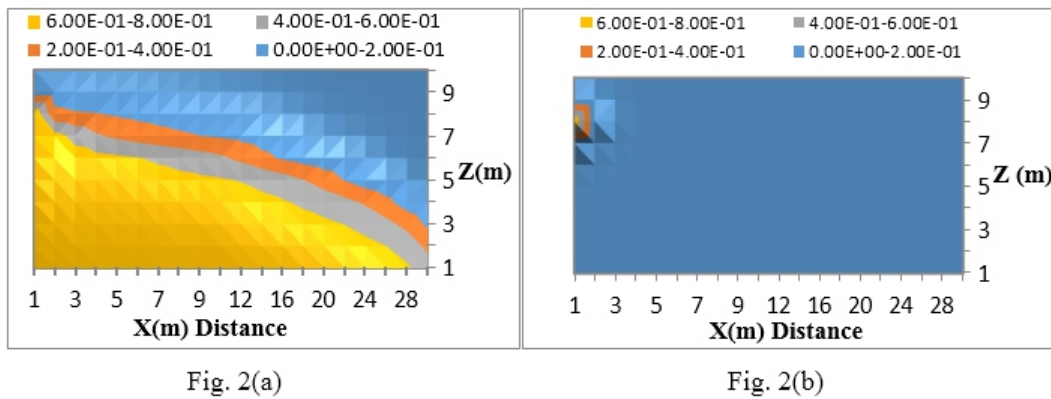 6.00E-01-8.00E-01 4.00E-01-6.00E-01
2.00E-01-4.00E-01 0.00E+00-2.00E-01
9
7
Z(m)
5
3
1
1 3 5 7 9 12 16 20 28
X(m) Distance
Fig. 2(a)
6.00E-01-8.00E-01 4.00E-01-6.00E-01
2.00E-01-4.00E-01 0.00E+00-2.00E-01
9
7
Z (m)
5
3
1
1 3 5 7 9 12 16 20 28
X(m) Distance
Fig. 2(b)